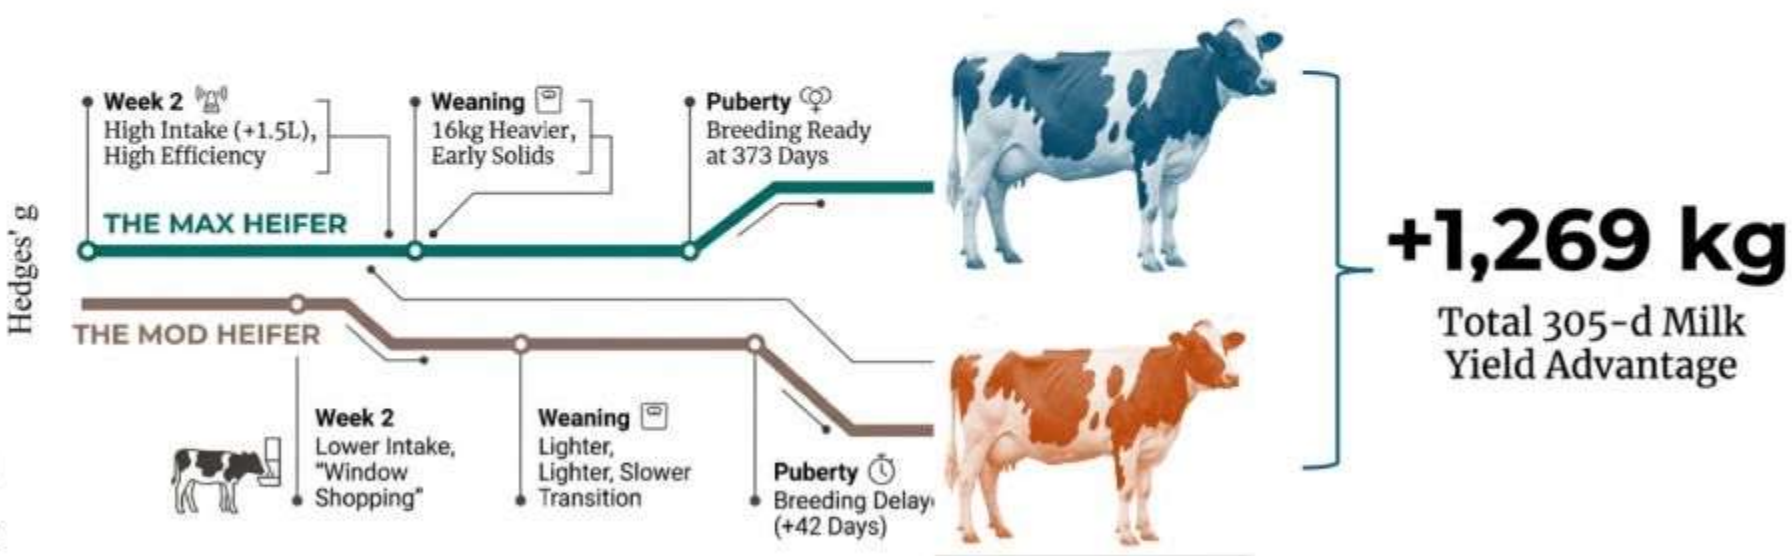 Hedges' g
Week 2
High Intake (+1.5L),
High Efficiency
Weaning
16kg Heavier,
Early Solids
Puberty
Breeding Ready
at 373 Days
THE MAX HEIFER
THE MOD HEIFER
Week 2
Lower Intake,
"Window
Shopping"
Weaning
Lighter,
Lighter, Slower
Transition
Puberty
Breeding Delay
(+42 Days)
+1,269 kg
Total 305-d Milk
Yield Advantage